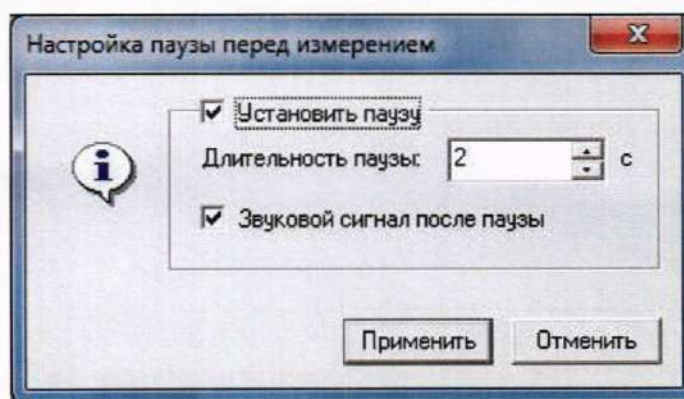 Настройка паузы перед измерением
Установить паузу
Длительность паузы: 2 с
Звуковой сигнал после паузы
Применить Отменить